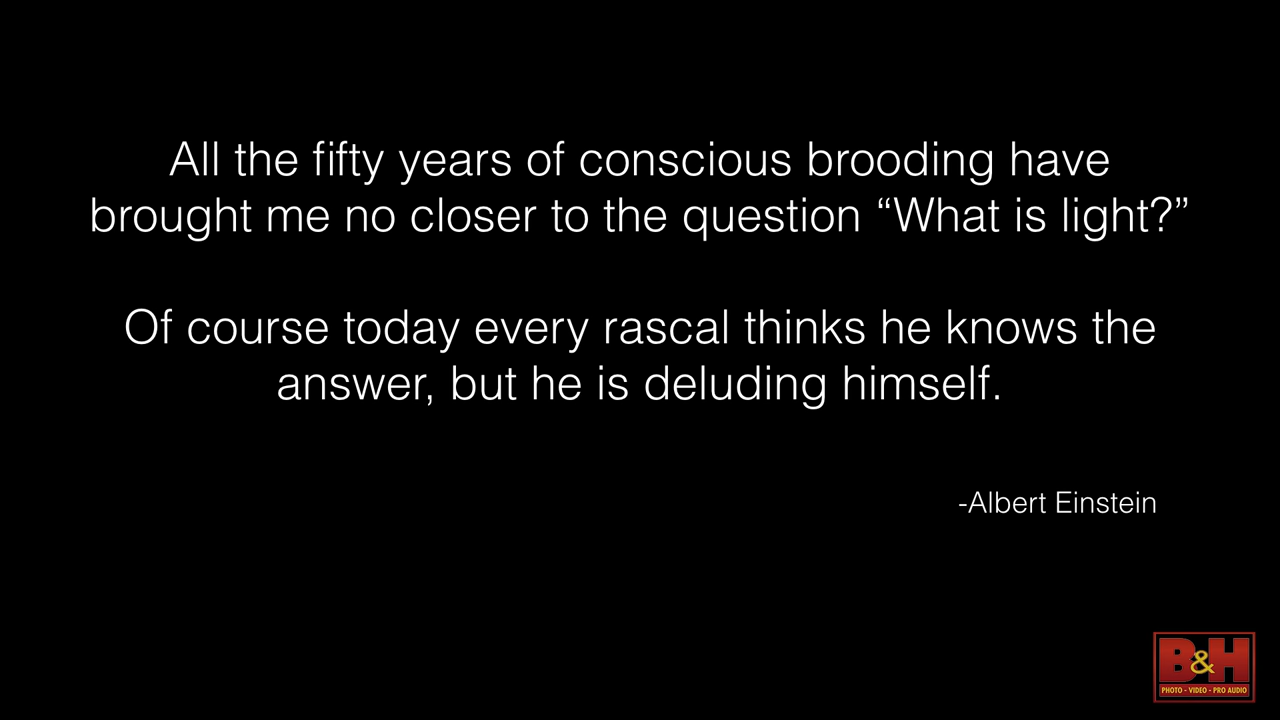 All the fifty years of conscious brooding have
brought me no closer to the question “What is light?”
Of course today every rascal thinks he knows the
answer, but he is deluding himself.
-Albert Einstein
B&H
PHOTO - VIDEO - PRO AUDIO